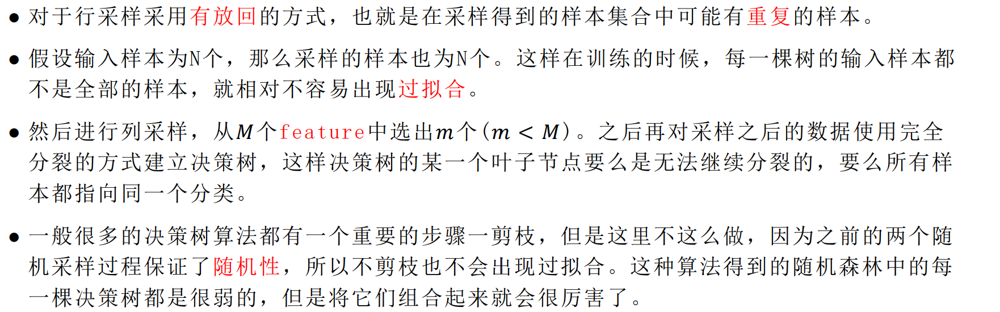 ● 对于行采样采用有放回的方式，也就是在采样得到的样本集合中可能有重复的样本。
● 假设输入样本为N个，那么采样的样本也为N个。这样在训练的时候，每一棵树的输入样本都
不是全部的样本，就相对不容易出现过拟合。
● 然后进行列采样，从M个feature中选出m个(m < M)。之后再对采样之后的数据使用完全
分裂的方式建立决策树，这样决策树的某一个叶子节点要么是无法继续分裂的，要么所有样
本都指向同一个分类。
● 一般很多的决策树算法都有一个重要的步骤一剪枝，但是这里不这么做，因为之前的两个随
机采样过程保证了随机性，所以不剪枝也不会出现过拟合。这种算法得到的随机森林中的每
一棵决策树都是很弱的，但是将它们组合起来就会很厉害了。